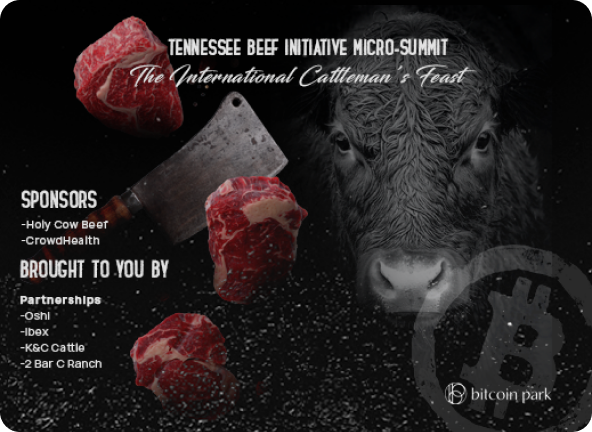 TENNESSEE BEEF INITIATIVE MICRO-SUMMIT
The International Cattleman's Feast
SPONSORS
-Holy Cow Beef
-CrowdHealth
BROUGHT TO YOU BY
Partnerships
-Oshi
-Ibex
-K&C Cattle
-2 Bar C Ranch
bitcoin park